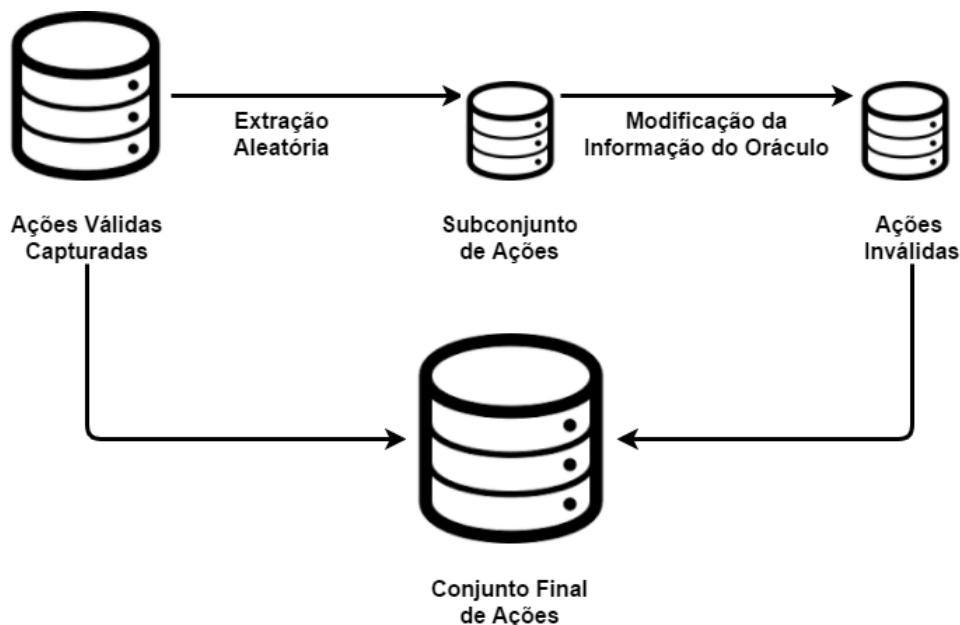 Extração
Aleatória
Modificação da
Informação do Oráculo
Ações Válidas
Capturadas
Subconjunto
de Ações
Ações
Inválidas
Conjunto Final
de Ações